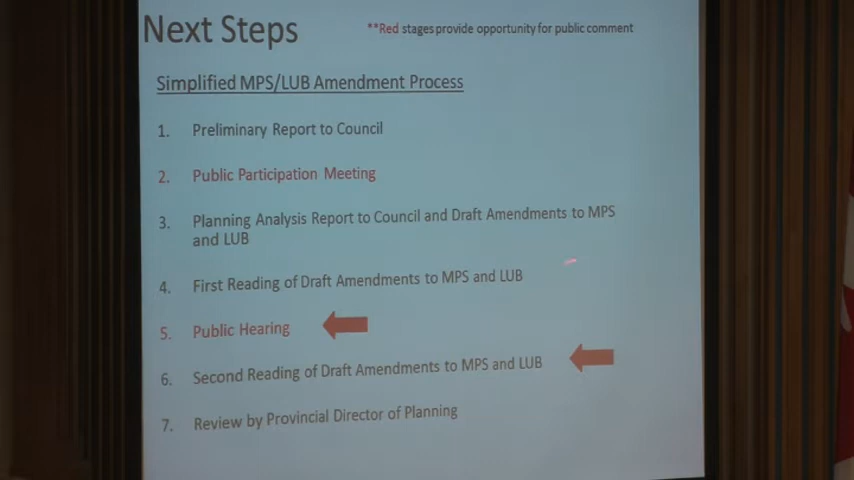 Next Steps
**Red stages provide opportunity for public comment
Simplified MPS/LUB Amendment Process
1. Preliminary Report to Council
2. Public Participation Meeting
3. Planning Analysis Report to Council and Draft Amendments to MPS
and LUB
4. First Reading of Draft Amendments to MPS and LUB
5. Public Hearing
6. Second Reading of Draft Amendments to MPS and LUB
7. Review by Provincial Director of Planning